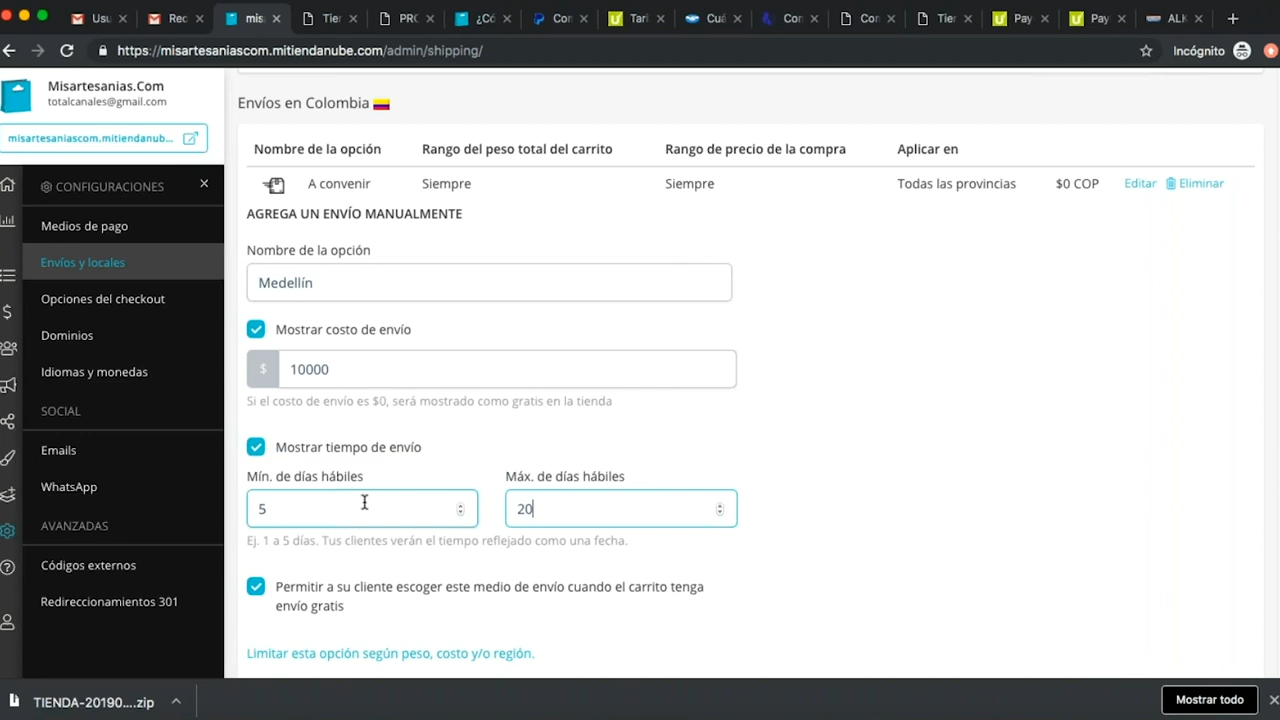 Usu
Rec
mis
Tier
PRC
¿Có
Con
Tari
Cuá
Con
Con
Tier
Pay
Pay
ALK
https://misartesaniascom.mitiendanube.com/admin/shipping/
Incógnito
Misartesanias.Com
totalcanales@gmail.com
misartesaniascom.mitiendanub...
CONFIGURACIONES
Medios de pago
Envíos y locales
Opciones del checkout
Dominios
Idiomas y monedas
SOCIAL
Emails
WhatsApp
AVANZADAS
Códigos externos
Redireccionamientos 301
Envíos en Colombia
Nombre de la opción Rango del peso total del carrito Rango de precio de la compra Aplicar en
A convenir Siempre Siempre Todas las provincias $0 COP Editar Eliminar
AGREGA UN ENVÍO MANUALMENTE
Nombre de la opción
Medellín
Mostrar costo de envío
$ 10000
Si el costo de envío es $0, será mostrado como gratis en la tienda
Mostrar tiempo de envío
Mín. de días hábiles Máx. de días hábiles
5 20
Ej. 1 a 5 días. Tus clientes verán el tiempo reflejado como una fecha.
Permitir a su cliente escoger este medio de envío cuando el carrito tenga
envío gratis
Limitar esta opción según peso, costo y/o región.
TIENDA-20190....zip
Mostrar todo